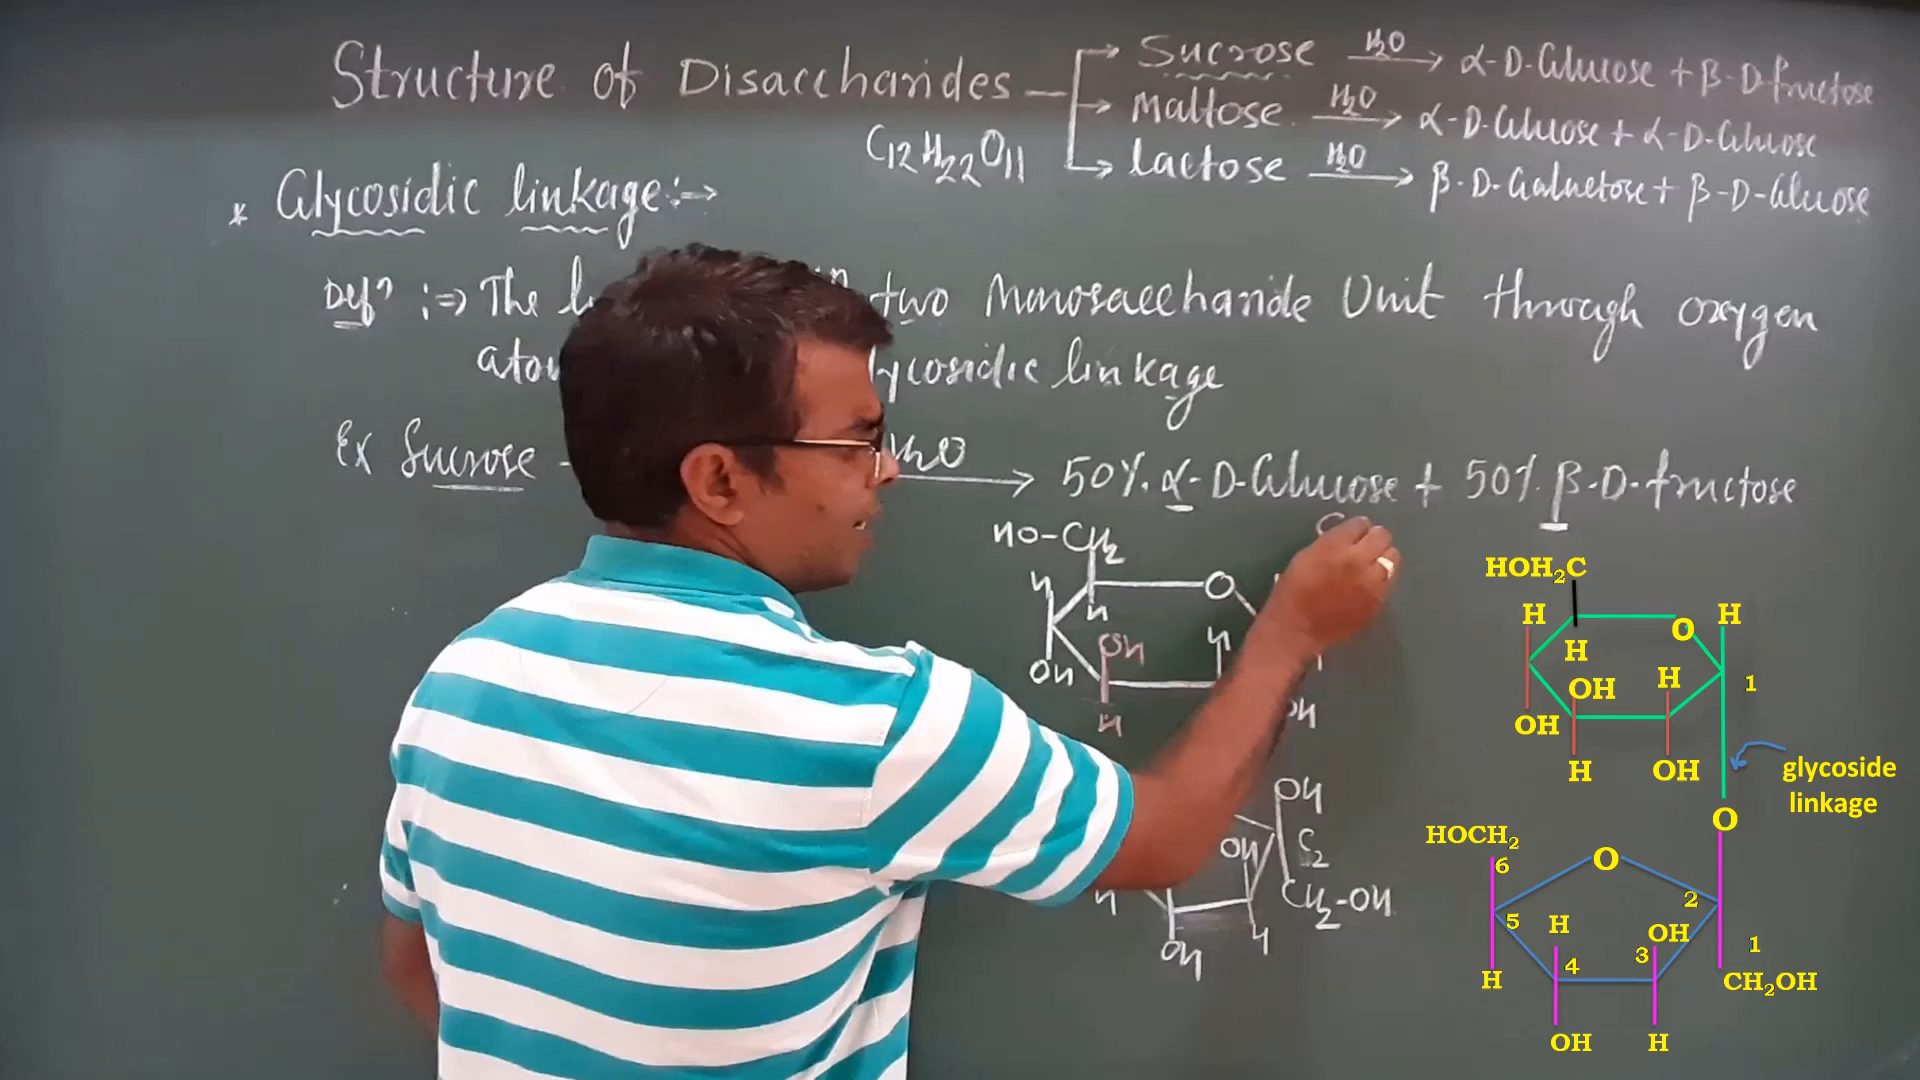 Structure of Disaccharides
Sucrose H2O → α-D-Glucose + β-D-fructose
Maltose H2O → α-D-Glucose + α-D-Glucose
C12H22O11
lactose H2O → β-D-Galactose + β-D-Glucose
* Glycosidic linkage :→
Defn :⇒ The two Monosaccharide Unit through oxygen
lycosidic linkage
Ex Sucrose 50%. α-D-Glucose + 50%. β-D-fructose
HO-CH2
H O
H
OH H
OH
H OH
OH
OH C2
H CH2-OH
OH H
HOH2C
H O H
H
OH H 1
OH
H OH
glycoside
linkage
O
HOCH2
6 O
5 2
H OH
4 3 1
H CH2OH
OH H